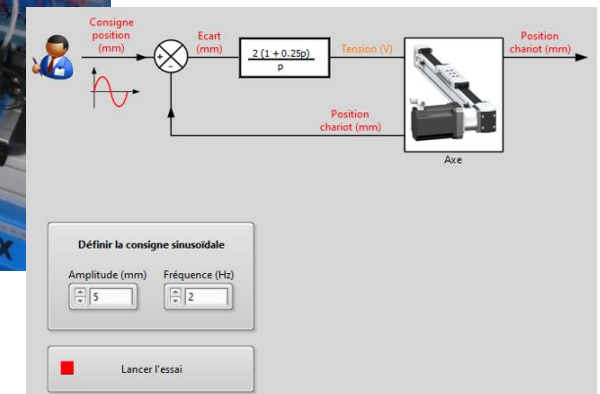 Consigne
position
(mm)
Ecart
(mm)
+
-
2 (1 + 0.25p)
p
Tension (V)
Position
chariot (mm)
Position
chariot (mm)
Axe
X
Définir la consigne sinusoïdale
Amplitude (mm) Fréquence (Hz)
5 2
Lancer l'essai